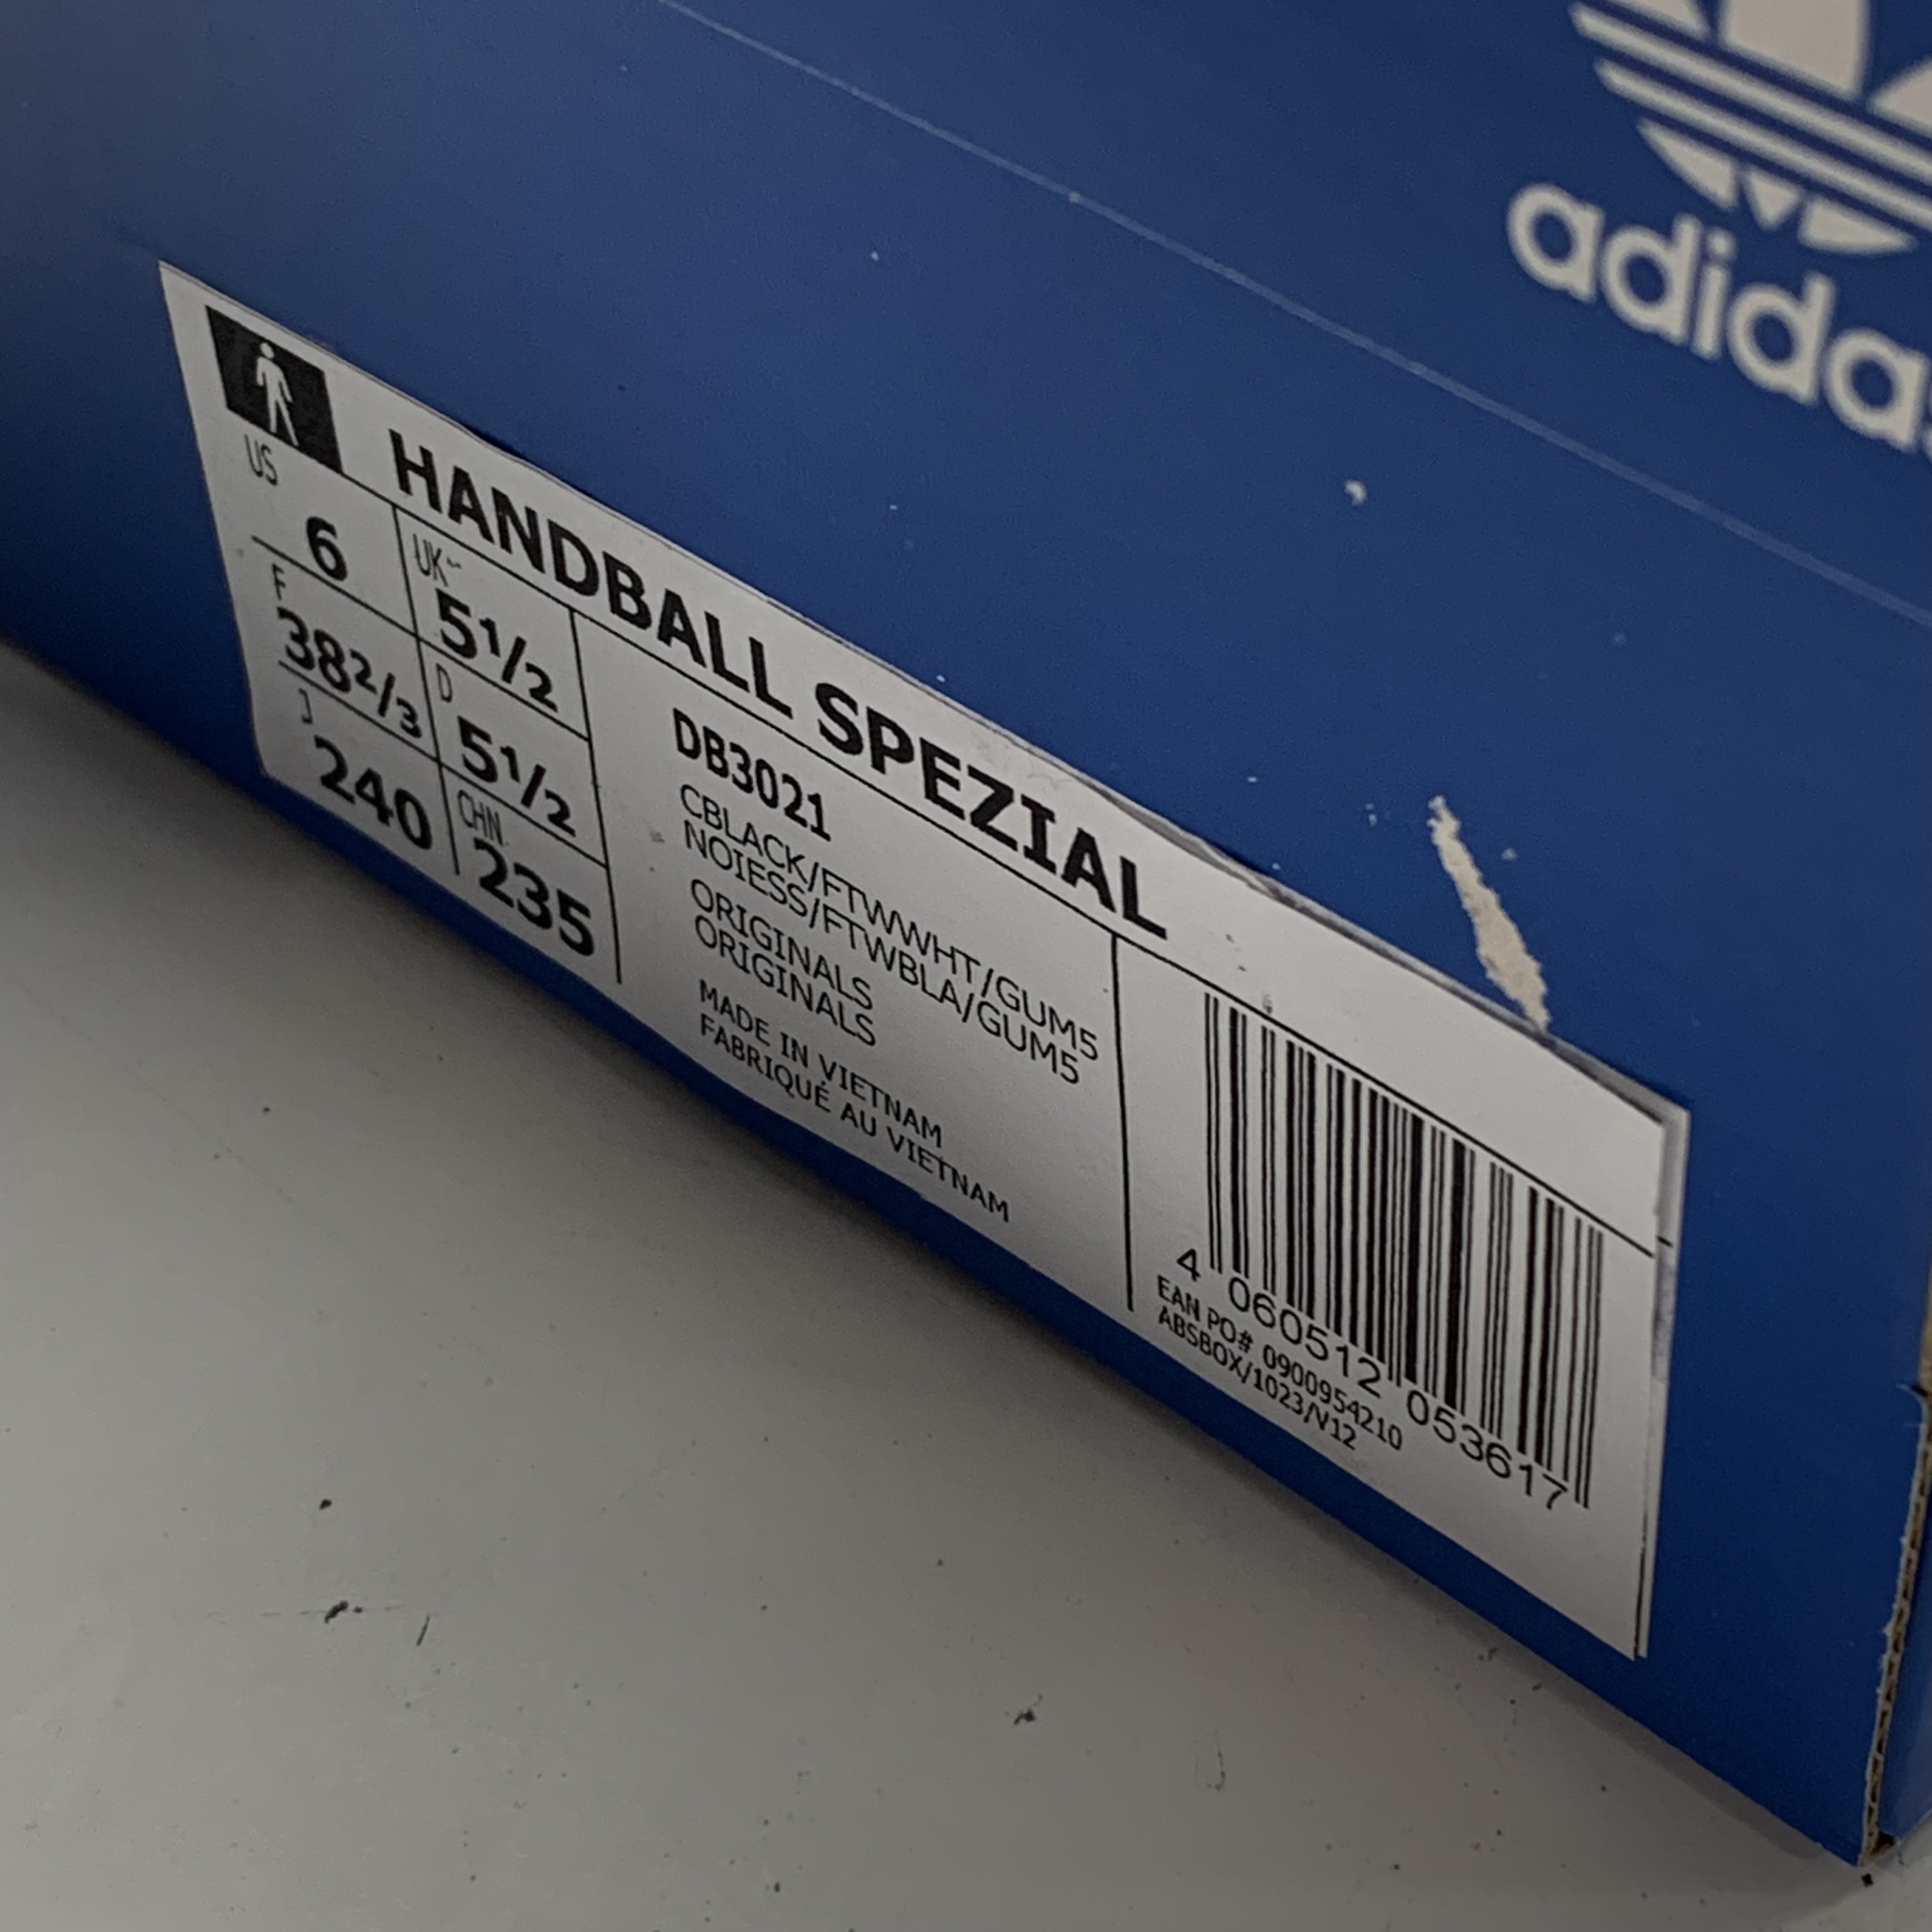 adidas
HANDBALL SPEZIAL
US
6
UK
5 1/2
F
38 2/3
D
5 1/2
J
240
CHN
235
DB3021
CBLACK/FTWWHT/GUM5
NOIESS/FTWBLA/GUM5
ORIGINALS
ORIGINALS
MADE IN VIETNAM
FABRIQUÉ AU VIETNAM
4 060512 053617
EAN PO# 0900954210
ABSBOX/1023/V12